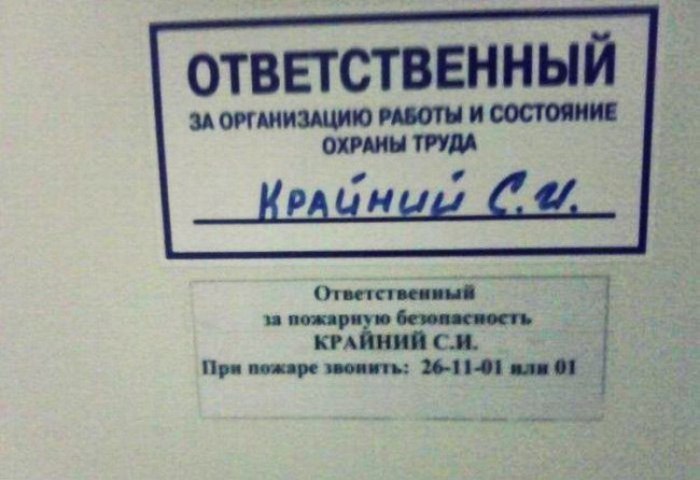 ОТВЕТСТВЕННЫЙ
ЗА ОРГАНИЗАЦИЮ РАБОТЫ И СОСТОЯНИЕ
ОХРАНЫ ТРУДА
КРАЙНИЙ С.И.
Ответственный
за пожарную безопасность
КРАЙНИЙ С.И.
При пожаре звонить: 26-11-01 или 01